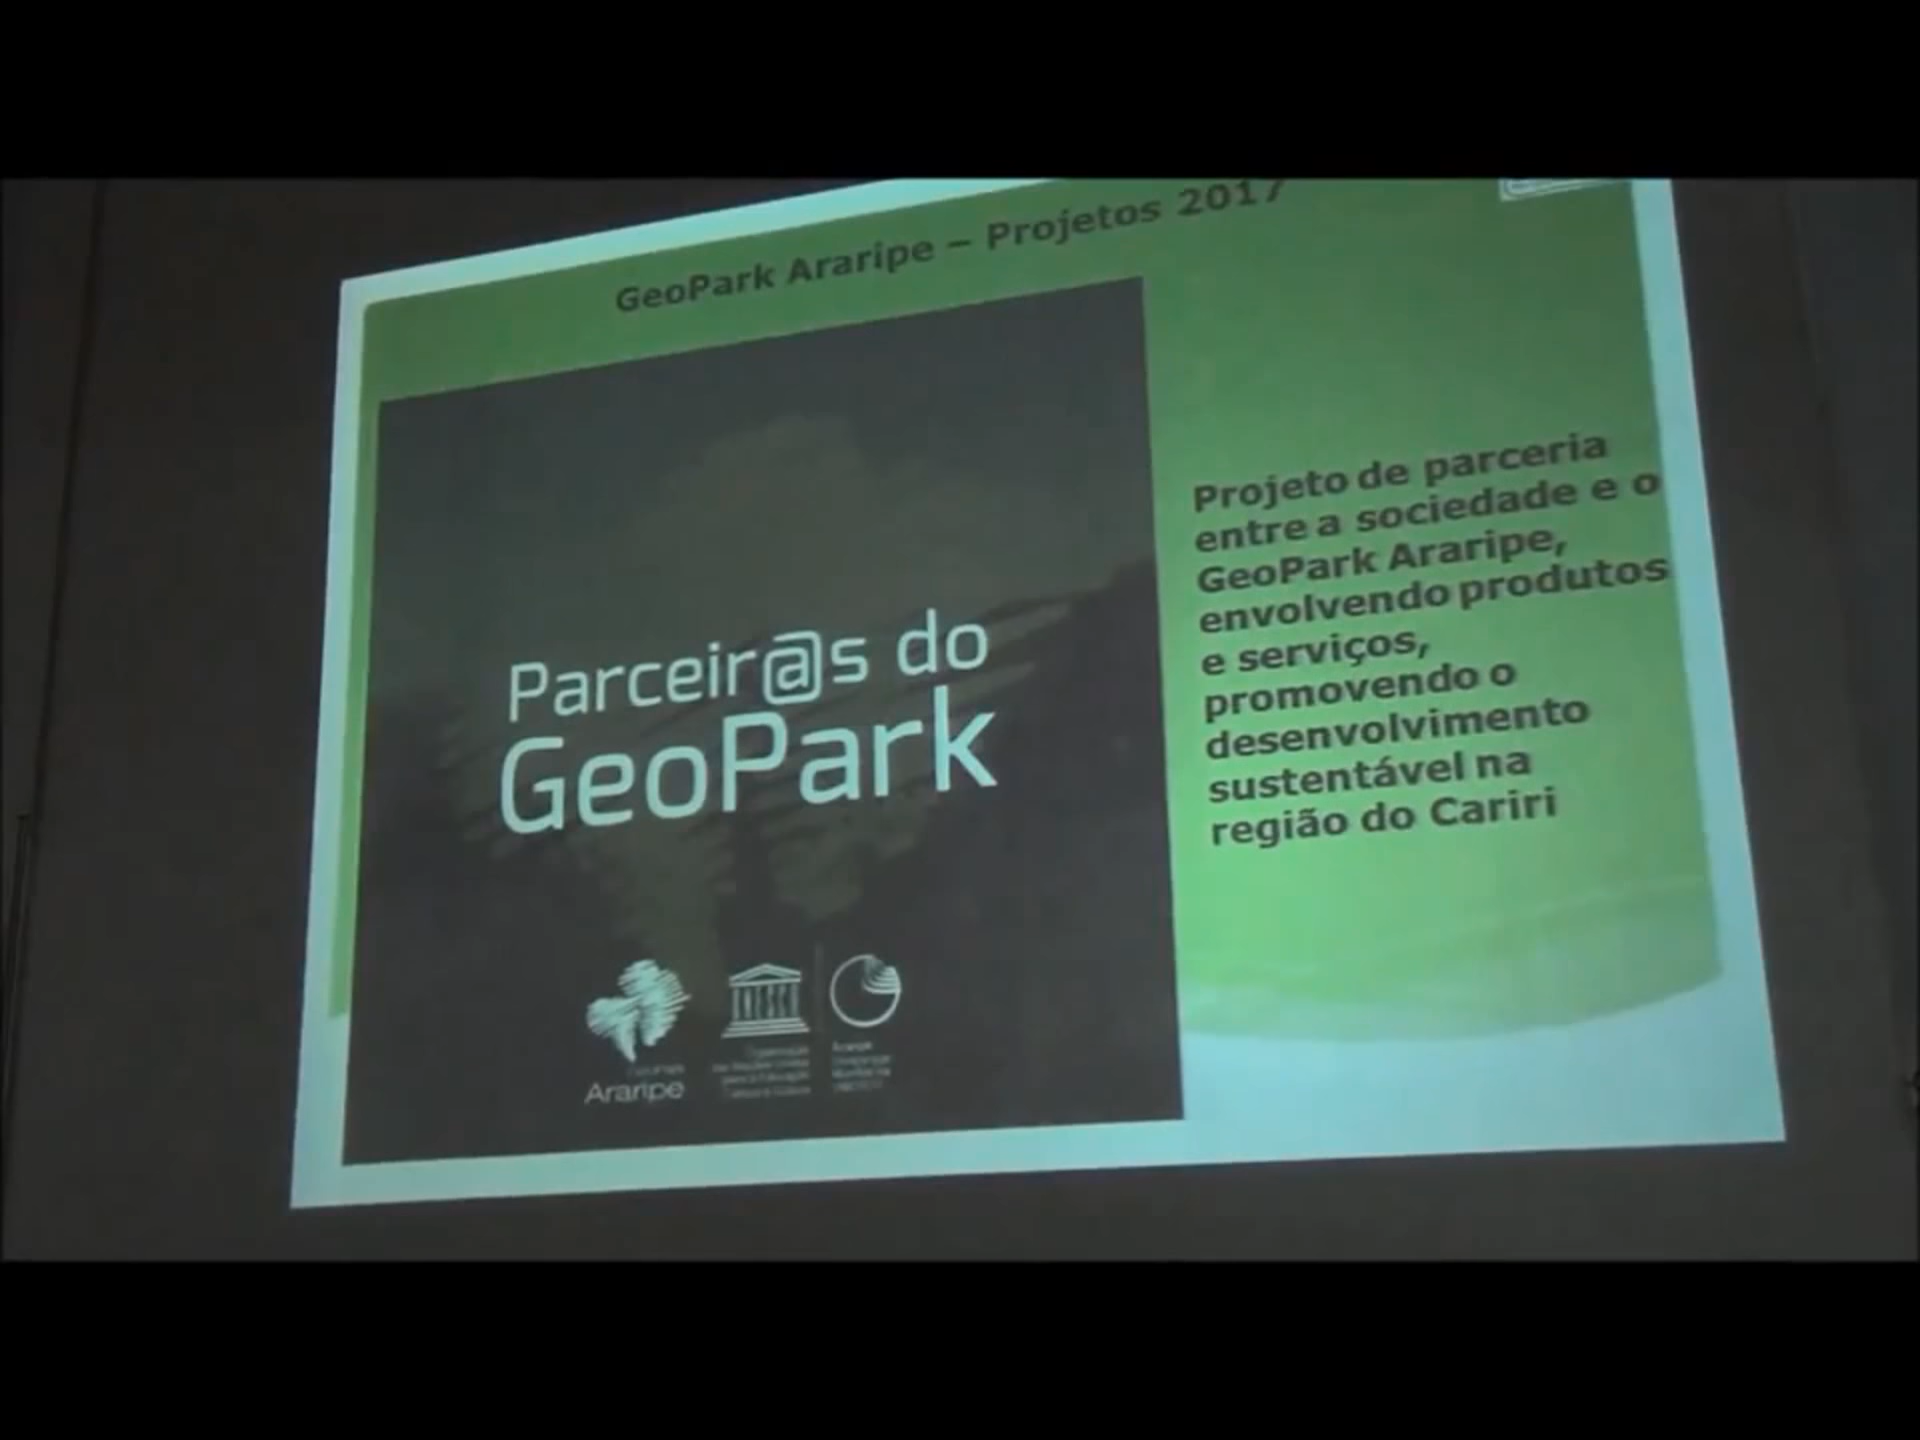 GeoPark Araripe – Projetos 2017
Parceir@s do
GeoPark
Projeto de parceria
entre a sociedade e o
GeoPark Araripe,
envolvendo produtos
e serviços,
promovendo o
desenvolvimento
sustentável na
região do Cariri
UNESCO
Araripe